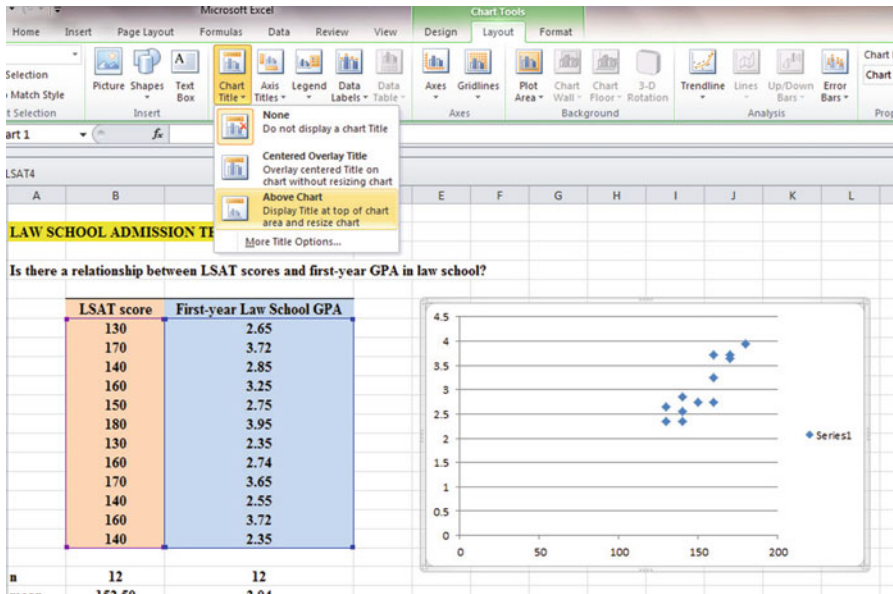 Microsoft Excel
Chart Tools
Home Insert Page Layout Formulas Data Review View Design Layout Format
Selection
Match Style
Selection
Picture Shapes Text Box
Insert
Chart Title Axis Titles Legend Data Labels Data Table
Axes Gridlines
Axes
Plot Area Chart Wall Chart Floor 3-D Rotation
Background
Trendline Lines Up/Down Bars Error Bars
Analysis
Chart
Chart
None
Do not display a chart Title
Centered Overlay Title
Overlay centered Title on
chart without resizing chart
Above Chart
Display Title at top of chart
area and resize chart
More Title Options...
art 1 fx
LSAT4
A B E F G H I J K L
LAW SCHOOL ADMISSION
Is there a relationship between LSAT scores and first-year GPA in law school?
LSAT score First-year Law School GPA
130 2.65
170 3.72
140 2.85
160 3.25
150 2.75
180 3.95
130 2.35
160 2.74
170 3.65
140 2.55
160 3.72
140 2.35
n 12 12
4.5
4
3.5
3
2.5
2
1.5
1
0.5
0
0 50 100 150 200
Series1